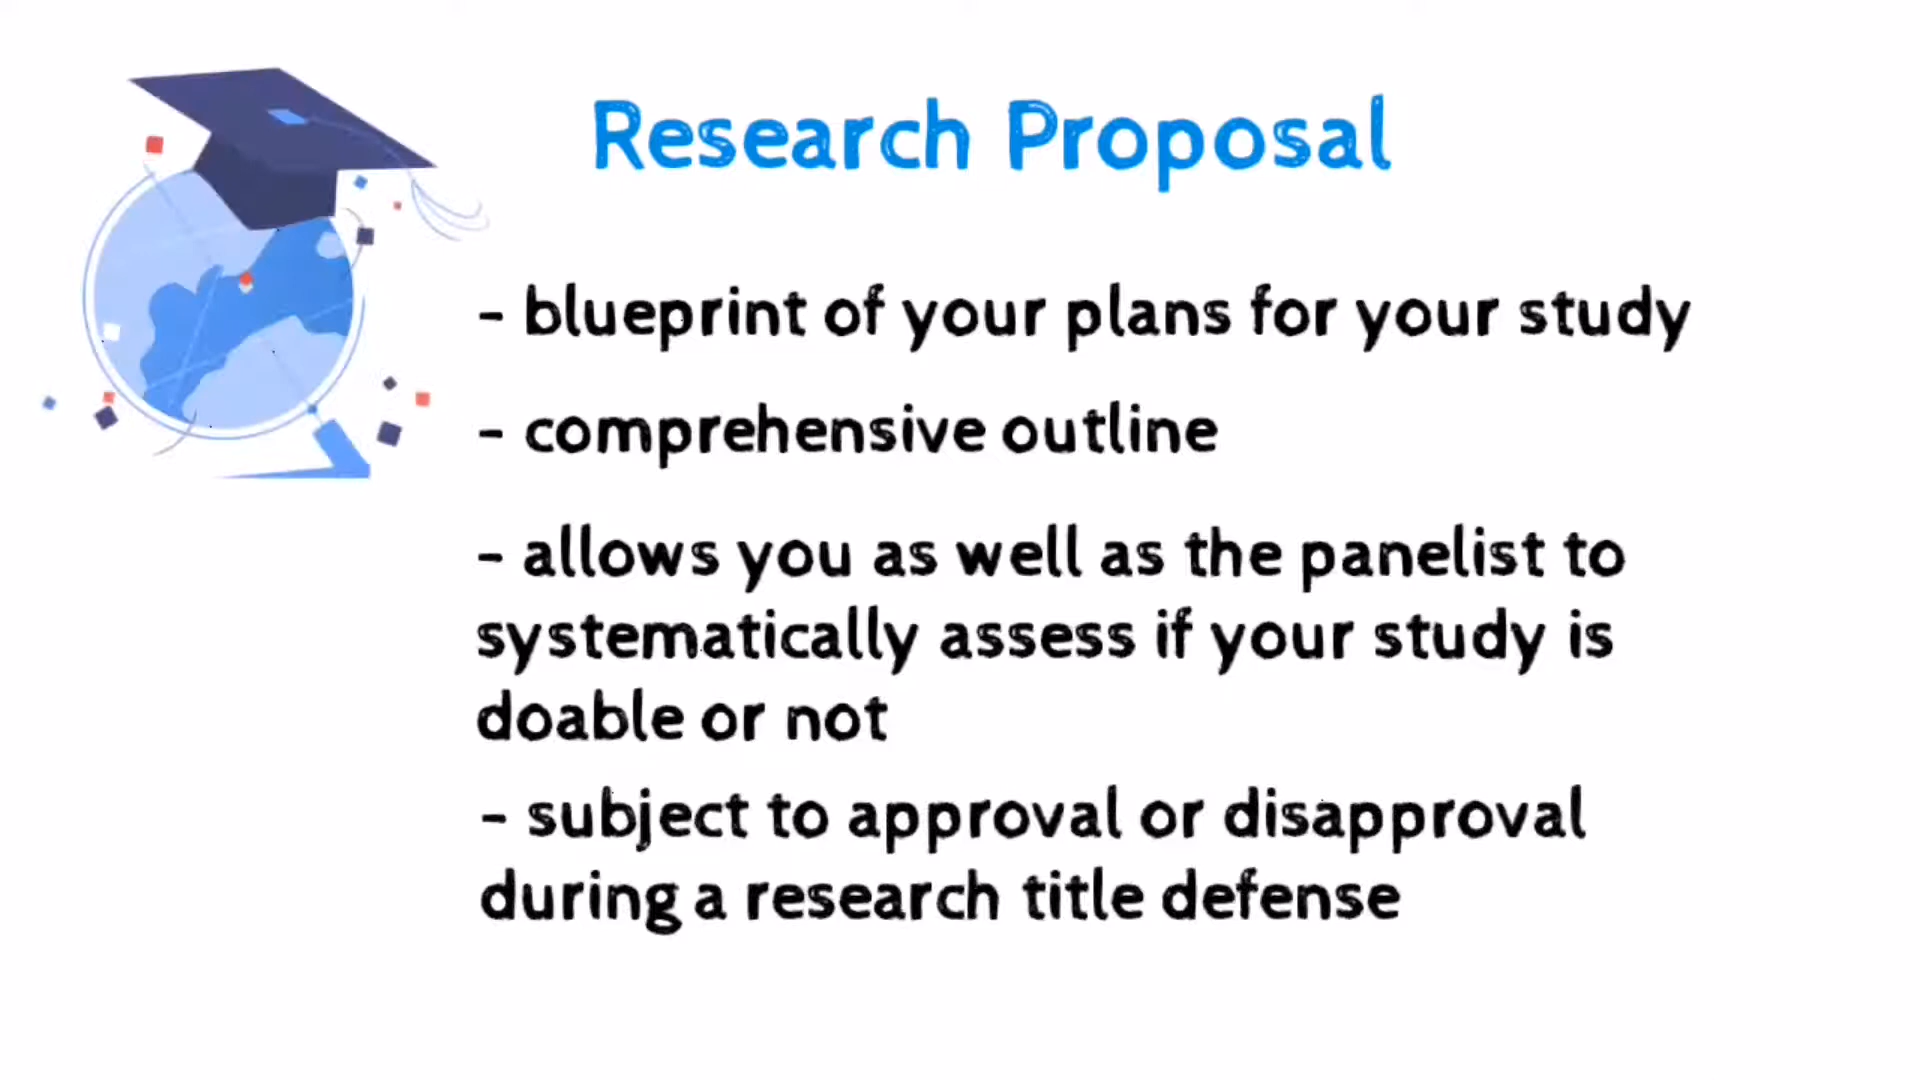 Research Proposal
- blueprint of your plans for your study
- comprehensive outline
- allows you as well as the panelist to
systematically assess if your study is
doable or not
- subject to approval or disapproval
during a research title defense